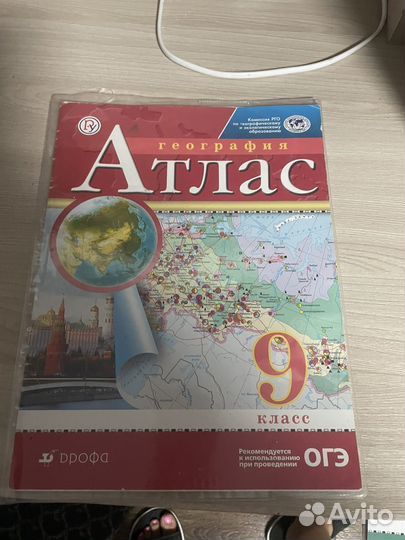 Комиссия РГО
по географическому
и экологическому
образованию
география
Атлас
9
класс
ДРОФА
Рекомендуется
к использованию
при проведении
ОГЭ
Avito